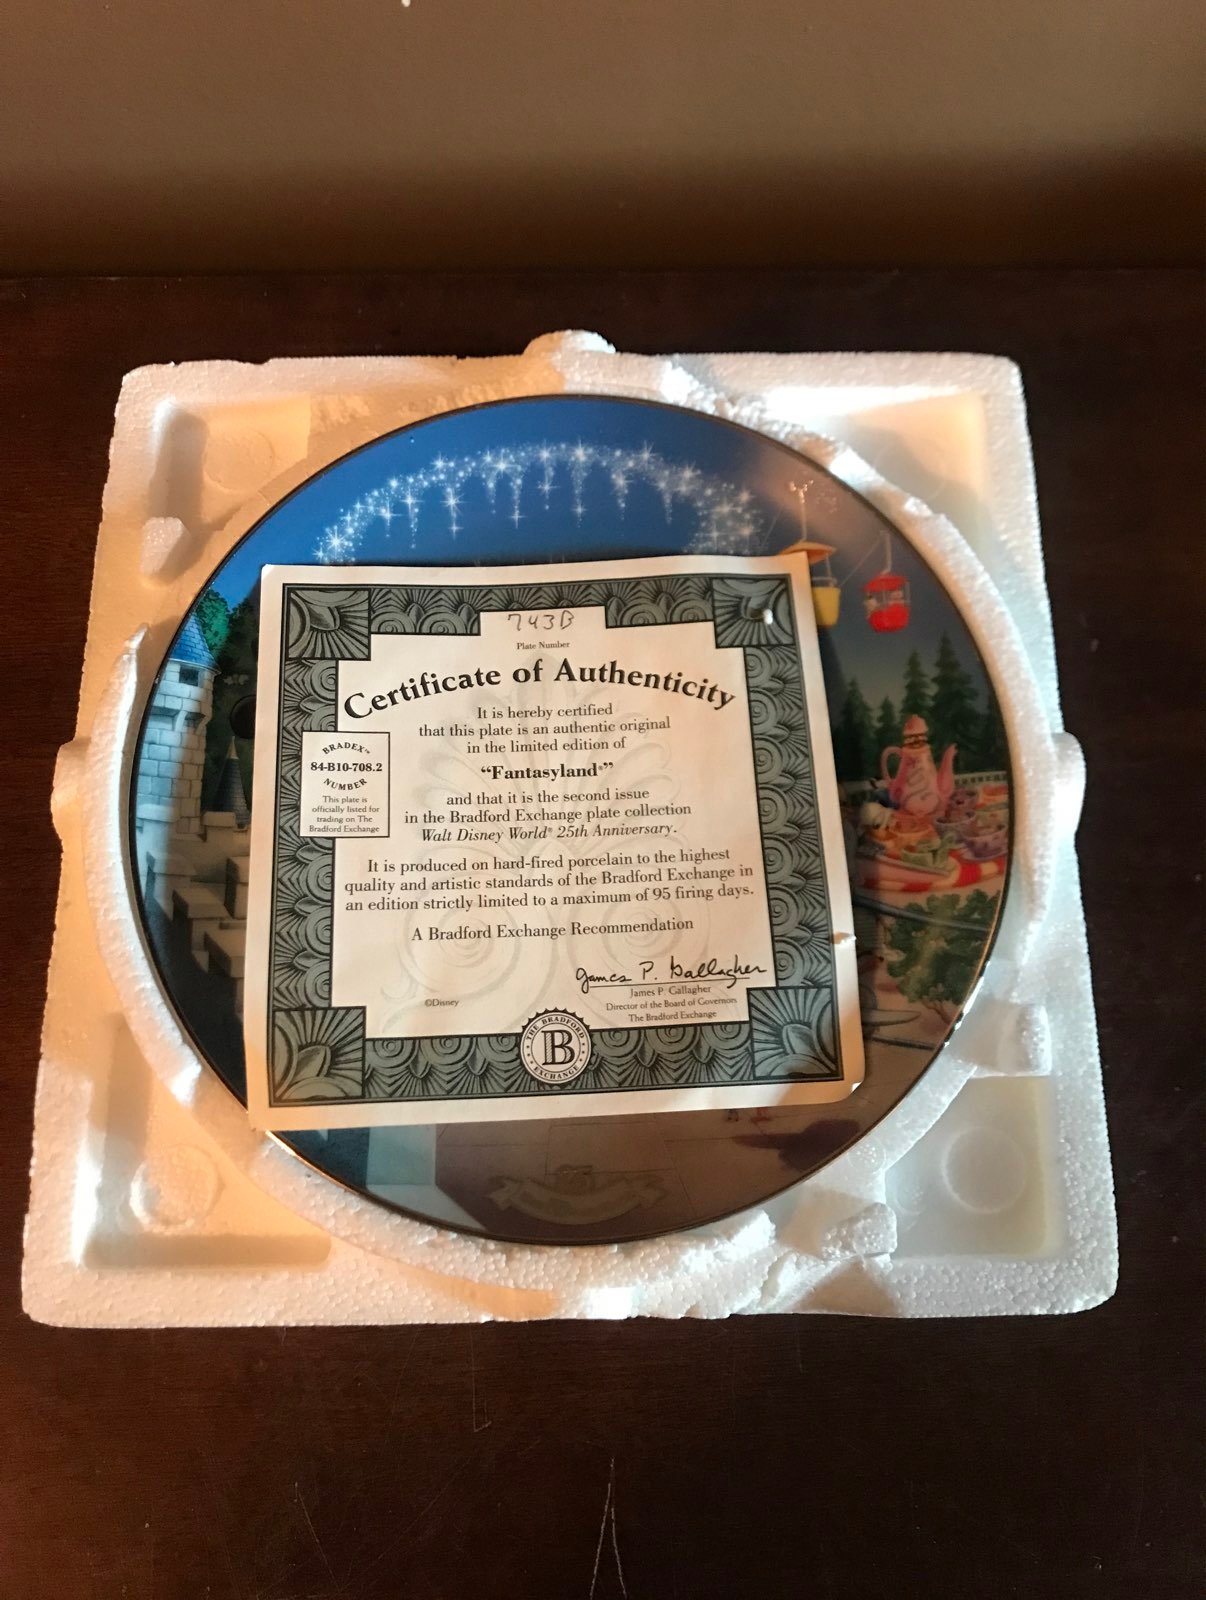 743B
Plate Number
Certificate of Authenticity
It is hereby certified
that this plate is an authentic original
in the limited edition of
“Fantasyland®”
and that it is the second issue
in the Bradford Exchange plate collection
Walt Disney World® 25th Anniversary.
BRADEX™
84-B10-708.2
NUMBER
This plate is
officially listed for
trading on The
Bradford Exchange
It is produced on hard-fired porcelain to the highest
quality and artistic standards of the Bradford Exchange in
an edition strictly limited to a maximum of 95 firing days.
A Bradford Exchange Recommendation
James P. Gallagher
James P. Gallagher
Director of the Board of Governors
The Bradford Exchange
©Disney
THE BRADFORD
B
EXCHANGE